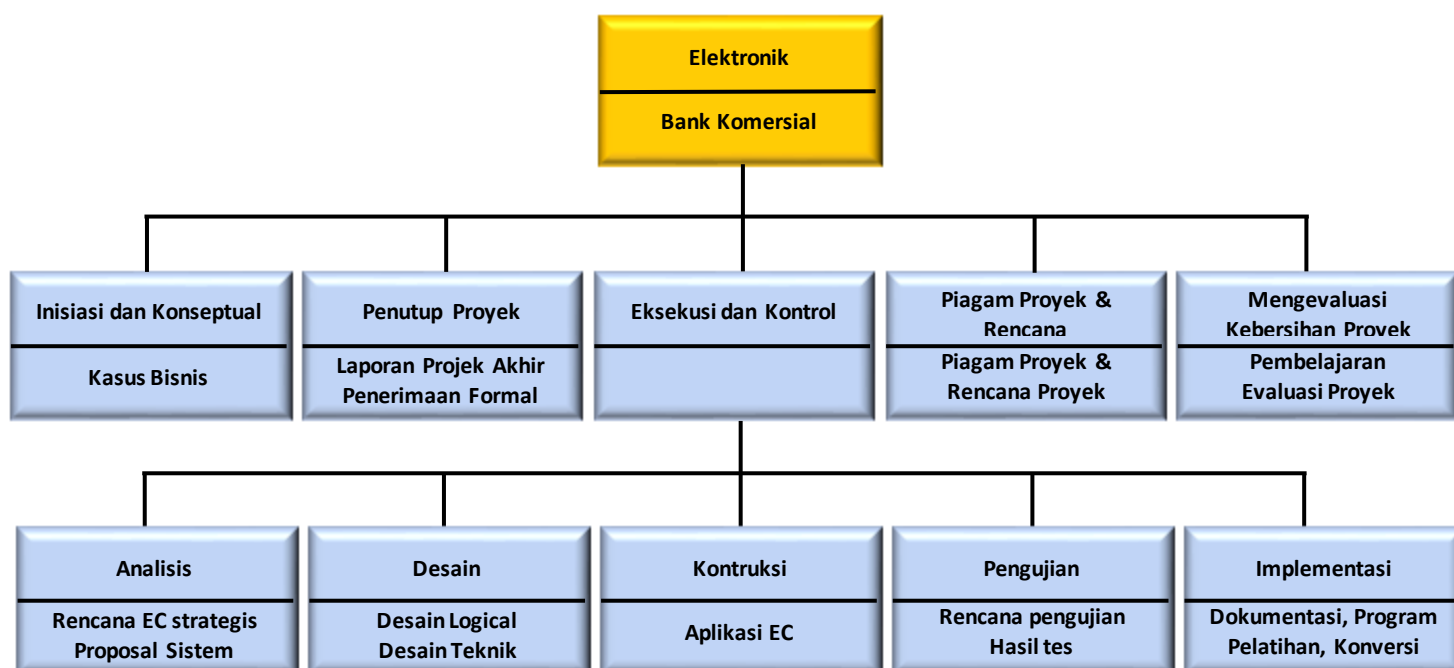 Elektronik
Bank Komersial
Inisiasi dan Konseptual
Kasus Bisnis
Penutup Proyek
Laporan Projek Akhir
Penerimaan Formal
Eksekusi dan Kontrol
Piagam Proyek &
Rencana
Piagam Proyek &
Rencana Proyek
Mengevaluasi
Kebersihan Proyek
Pembelajaran
Evaluasi Proyek
Analisis
Rencana EC strategis
Proposal Sistem
Desain
Desain Logical
Desain Teknik
Kontruksi
Aplikasi EC
Pengujian
Rencana pengujian
Hasil tes
Implementasi
Dokumentasi, Program
Pelatihan, Konversi